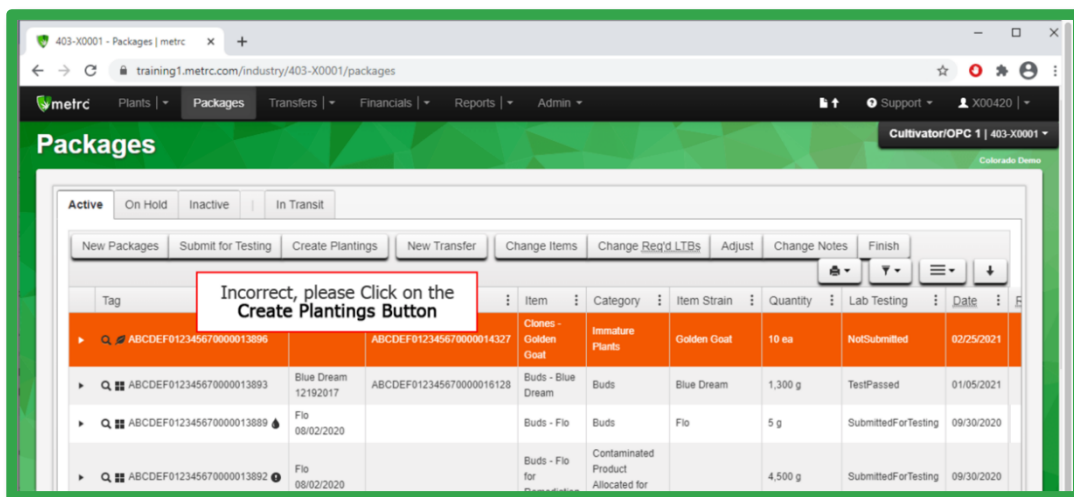 403-X0001 - Packages | metrc
training1.metrc.com/industry/403-X0001/packages
metrc Plants | Packages Transfers | Financials | Reports | Admin Support X00420 |
Cultivator/OPC 1 | 403-X0001
Packages
Colorado Demo
Active On Hold Inactive | In Transit
New Packages Submit for Testing Create Plantings New Transfer Change Items Change Req'd LTBs Adjust Change Notes Finish
Incorrect, please Click on the
Create Plantings Button
Tag Item Category Item Strain Quantity Lab Testing Date
ABCDEF012345670000013896 ABCDEF012345670000014327 Clones - Golden Goat Immature Plants Golden Goat 10 ea NotSubmitted 02/25/2021
ABCDEF012345670000013893 Blue Dream 12192017 ABCDEF012345670000016128 Buds - Blue Dream Buds Blue Dream 1,300 g TestPassed 01/05/2021
ABCDEF012345670000013889 Flo 08/02/2020 Buds - Flo Buds Flo 5 g SubmittedForTesting 09/30/2020
ABCDEF012345670000013892 Flo 08/02/2020 Buds - Flo for Contaminated Product Allocated for 4,500 g SubmittedForTesting 09/30/2020